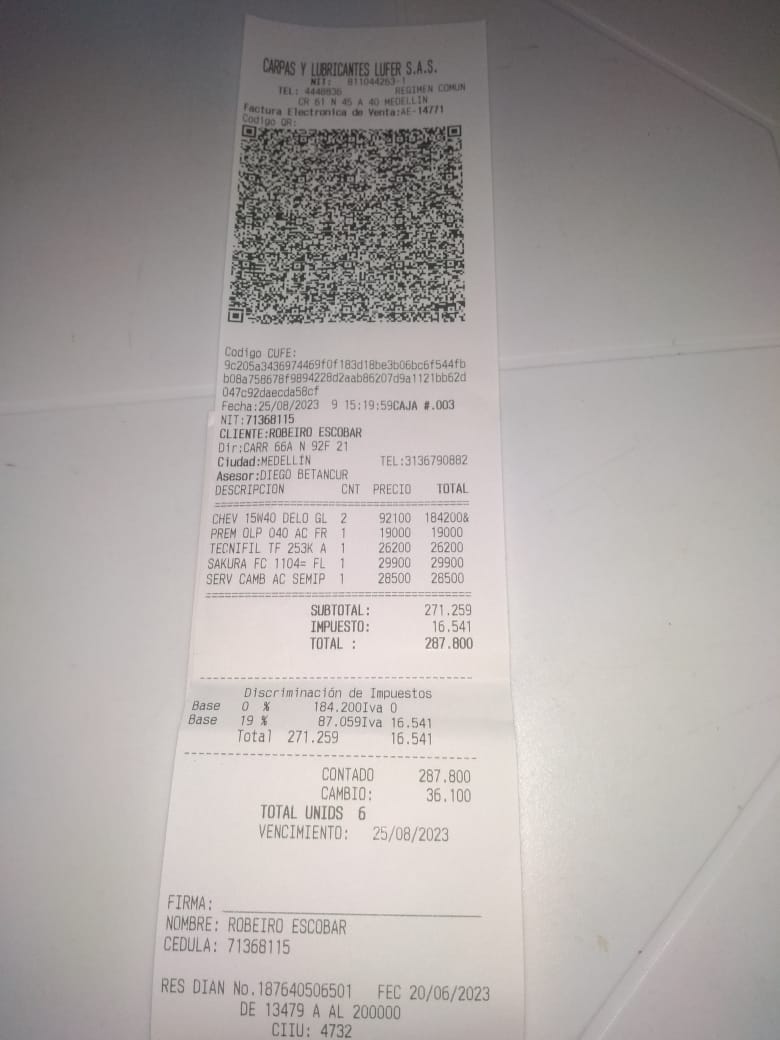 CARPAS Y LUBRICANTES LUFER S.A.S.
NIT: 811044263-1
TEL: 4448636 REGIMEN COMUN
CR 61 N 45 A 40 MEDELLIN
Factura Electronica de Venta:AE-14771
Codigo QR:
Codigo CUFE:
9c205a3436974469f0f183d18be3b06bc6f544fb
b08a758678f9894228d2aab86207d9a1121bb62d
047c92daecda58cf
Fecha:25/08/2023 9 15:19:59CAJA #.003
NIT:71368115
CLIENTE:ROBEIRO ESCOBAR
Dir:CARR 66A N 92F 21
Ciudad:MEDELLIN TEL:3136790882
Asesor:DIEGO BETANCUR
DESCRIPCION CNT PRECIO TOTAL
CHEV 15W40 DELO GL 2 92100 184200&
PREM OLP 040 AC FR 1 19000 19000
TECNIFIL TF 253K A 1 26200 26200
SAKURA FC 1104= FL 1 29900 29900
SERV CAMB AC SEMIP 1 28500 28500
SUBTOTAL: 271.259
IMPUESTO: 16.541
TOTAL : 287.800
Discriminación de Impuestos
Base 0 % 184.200Iva 0
Base 19 % 87.059Iva 16.541
Total 271.259 16.541
CONTADO 287.800
CAMBIO: 36.100
TOTAL UNIDS 6
VENCIMIENTO: 25/08/2023
FIRMA:
NOMBRE: ROBEIRO ESCOBAR
CEDULA: 71368115
RES DIAN No.187640506501 FEC 20/06/2023
DE 13479 A AL 200000
CIIU: 4732